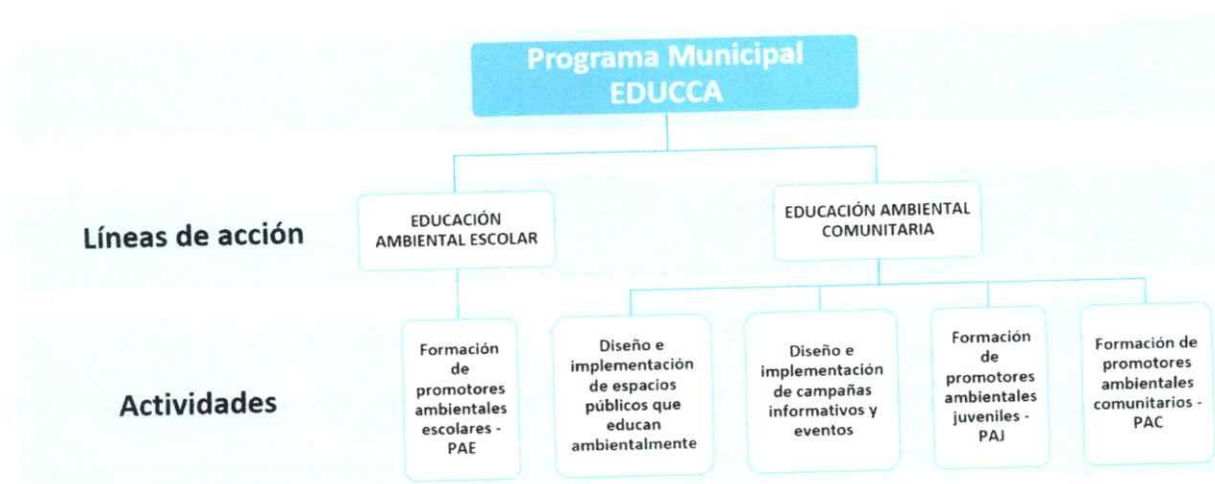 Programa Municipal
EDUCCA
Líneas de acción
EDUCACIÓN
AMBIENTAL ESCOLAR
EDUCACIÓN AMBIENTAL
COMUNITARIA
Actividades
Formación
de
promotores
ambientales
escolares -
PAE
Diseño e
implementación
de espacios
públicos que
educan
ambientalmente
Diseño e
implementación
de campañas
informativos y
eventos
Formación
de
promotores
ambientales
juveniles -
PAJ
Formación de
promotores
ambientales
comunitarios -
PAC